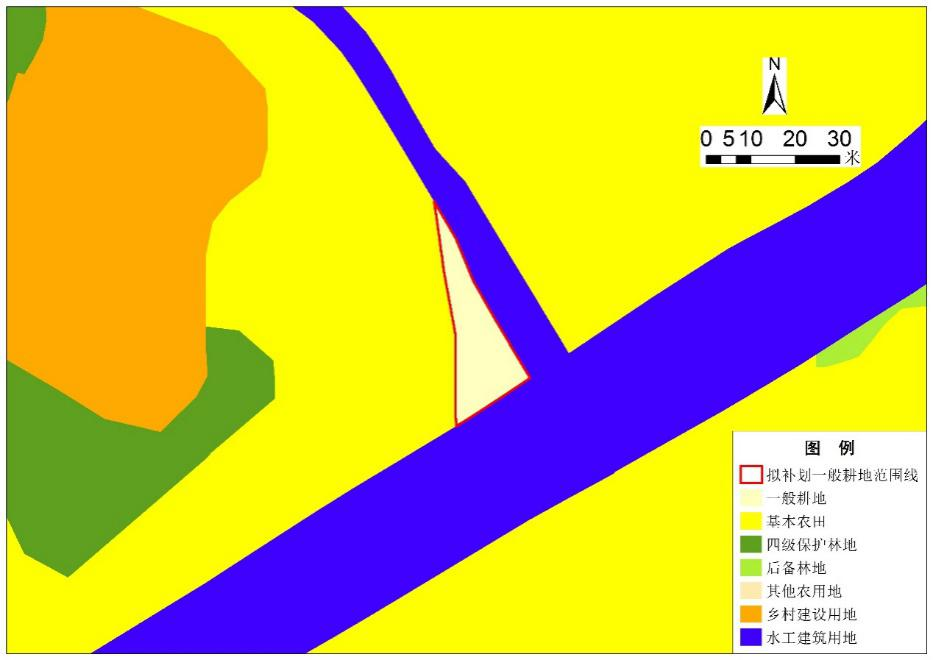 N
0 5 10 20 30
米
图 例
拟补划一般耕地范围线
一般耕地
基本农田
四级保护林地
后备林地
其他农用地
乡村建设用地
水工建筑用地